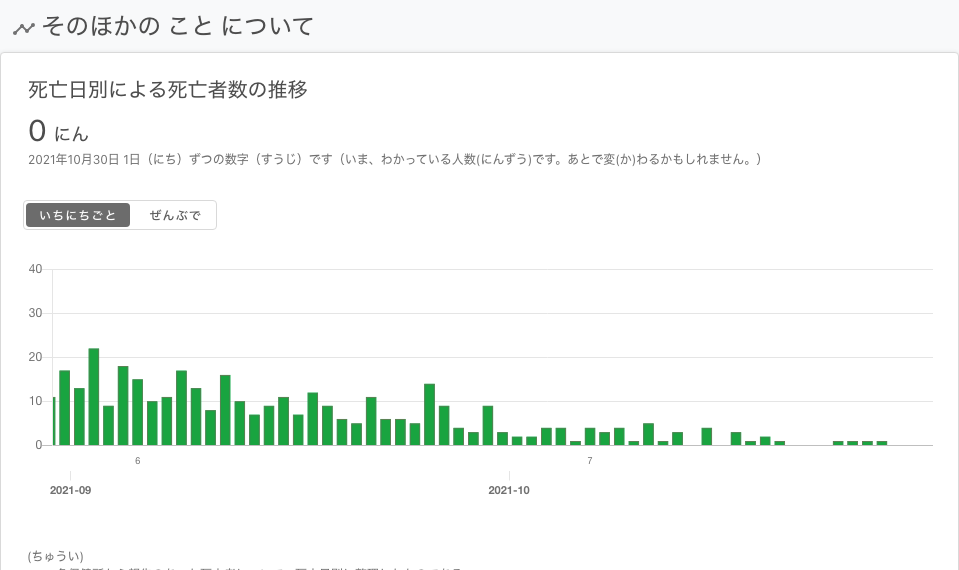 そのほかの こと について
死亡日別による死亡者数の推移
0 にん
2021年10月30日 1日（にち）ずつの数字（すうじ）です（いま、わかっている人数(にんずう)です。あとで変(か)わるかもしれません。）
いちにちごと ぜんぶで
40
30
20
10
0
6 7
2021-09 2021-10
(ちゅうい)